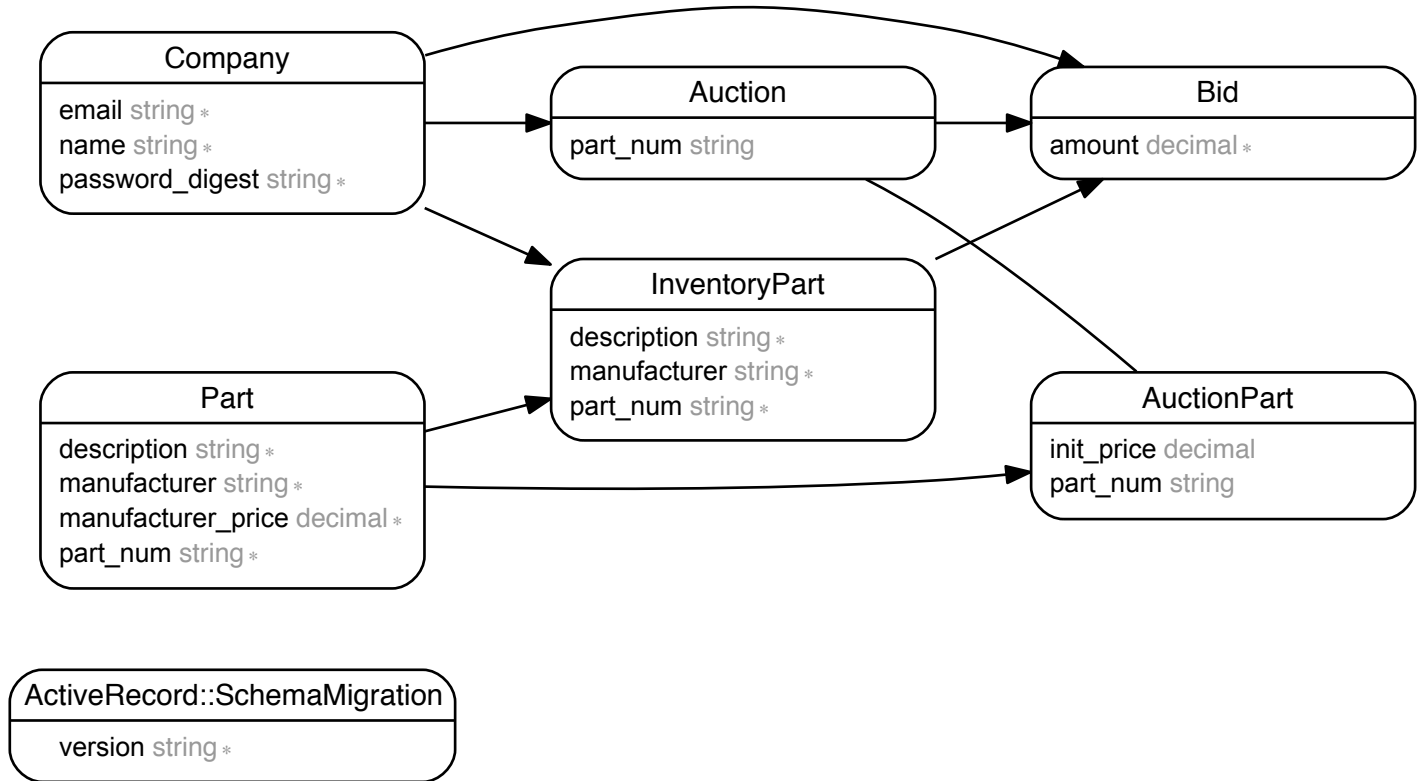 Company
email string *
name string *
password_digest string *
Auction
part_num string
Bid
amount decimal *
InventoryPart
description string *
manufacturer string *
part_num string *
Part
description string *
manufacturer string *
manufacturer_price decimal *
part_num string *
AuctionPart
init_price decimal
part_num string
ActiveRecord::SchemaMigration
version string *